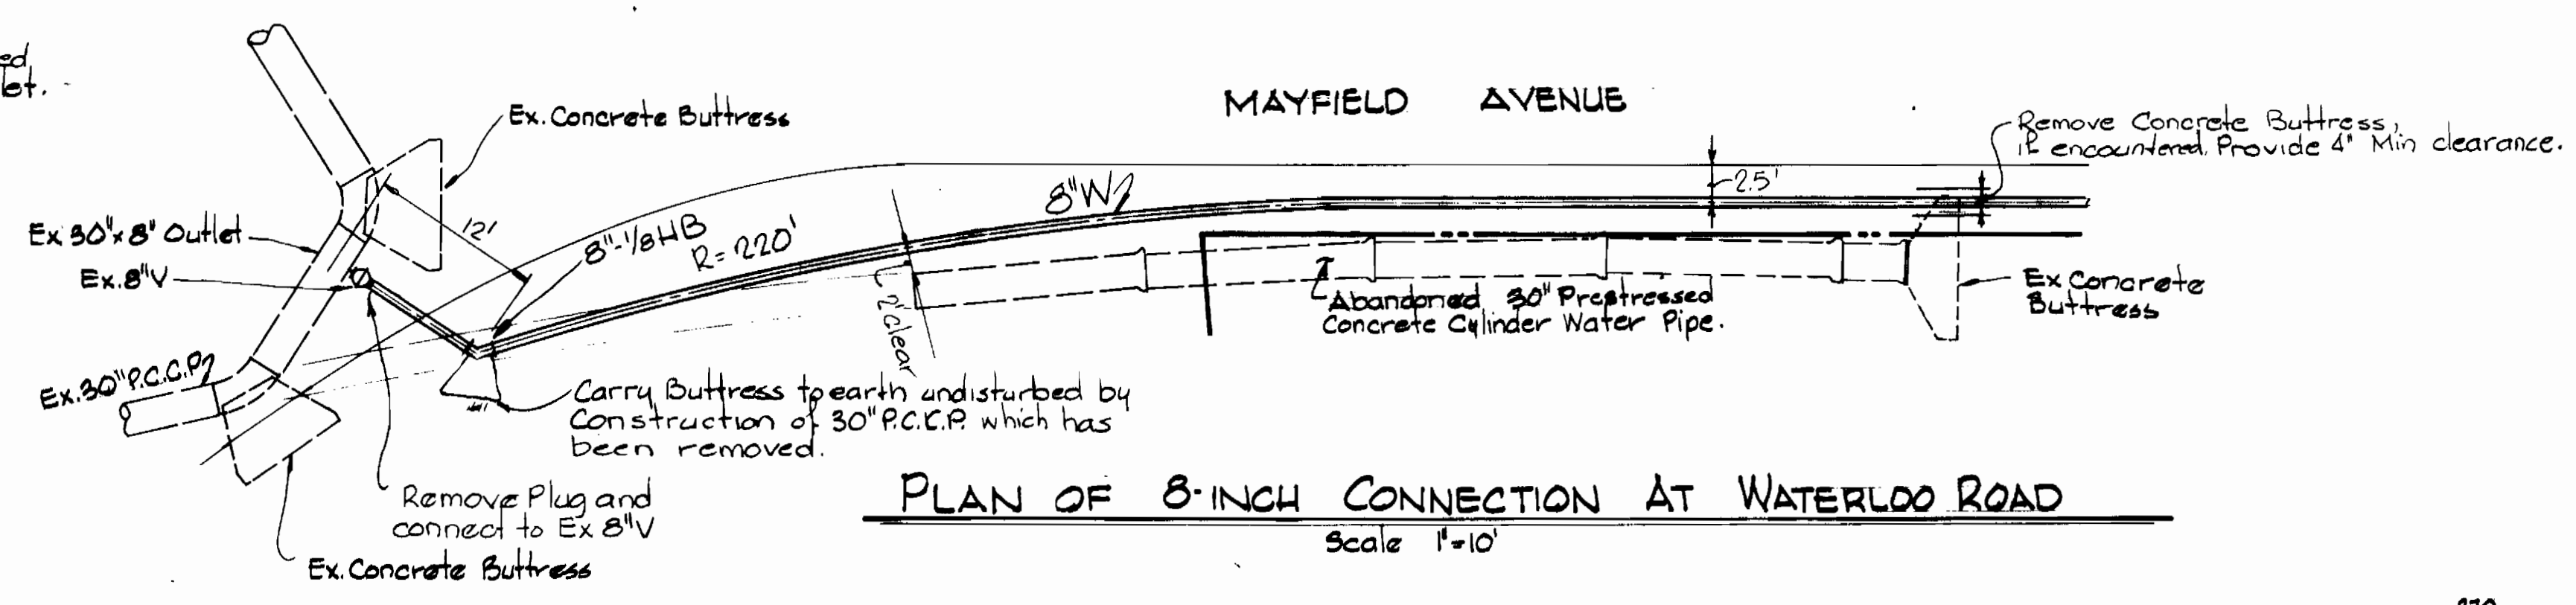 ed
let.
Ex. Concrete Buttress
MAYFIELD AVENUE
Remove Concrete Buttress,
if encountered. Provide 4" Min clearance.
2.5'
8"W
12'
8"-1/8HB
R=220'
Ex 30"x8" Outlet
Ex. 8"V
2' clear
Abandoned 30" Prestressed
Concrete Cylinder Water Pipe.
Ex Concrete
Buttress
Ex. 30" P.C.C.P.
Carry Buttress to earth undisturbed by
Construction of 30" P.C.C.P. which has
been removed.
Remove Plug and
connect to Ex 8"V
Ex. Concrete Buttress
PLAN OF 8-INCH CONNECTION AT WATERLOO ROAD
Scale 1"=10'